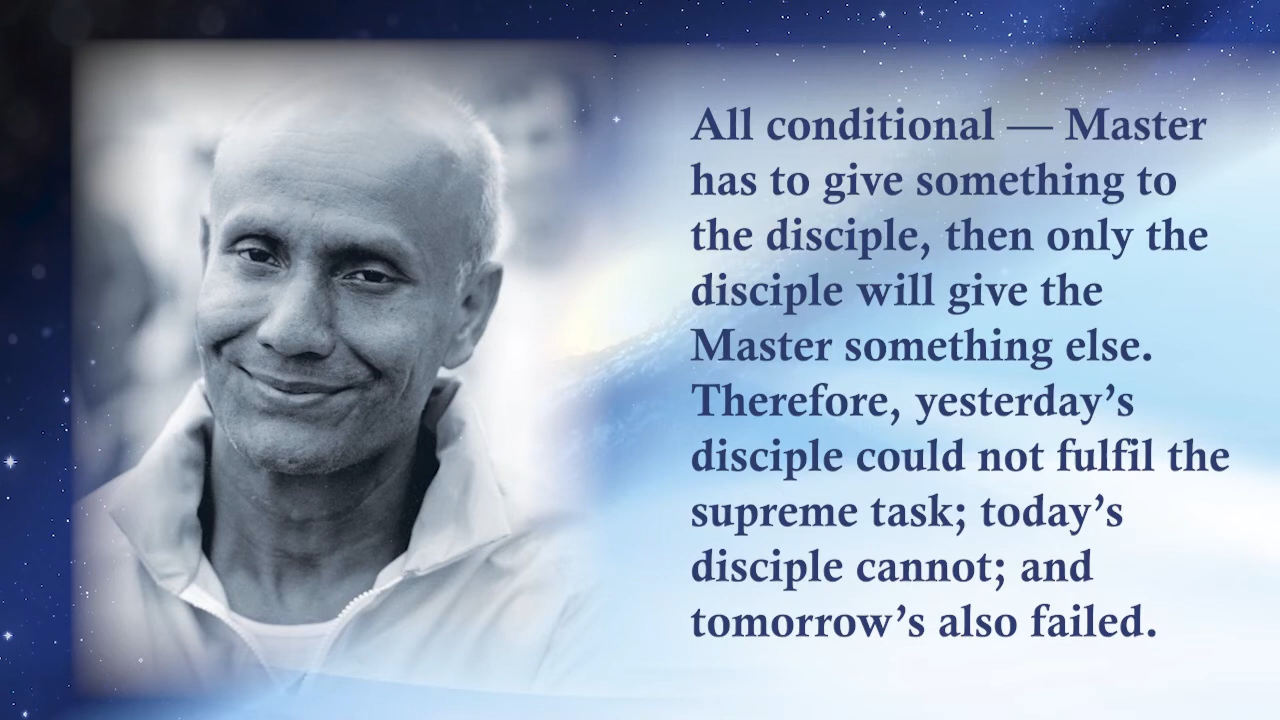 All conditional — Master
has to give something to
the disciple, then only the
disciple will give the
Master something else.
Therefore, yesterday’s
disciple could not fulfil the
supreme task; today’s
disciple cannot; and
tomorrow’s also failed.